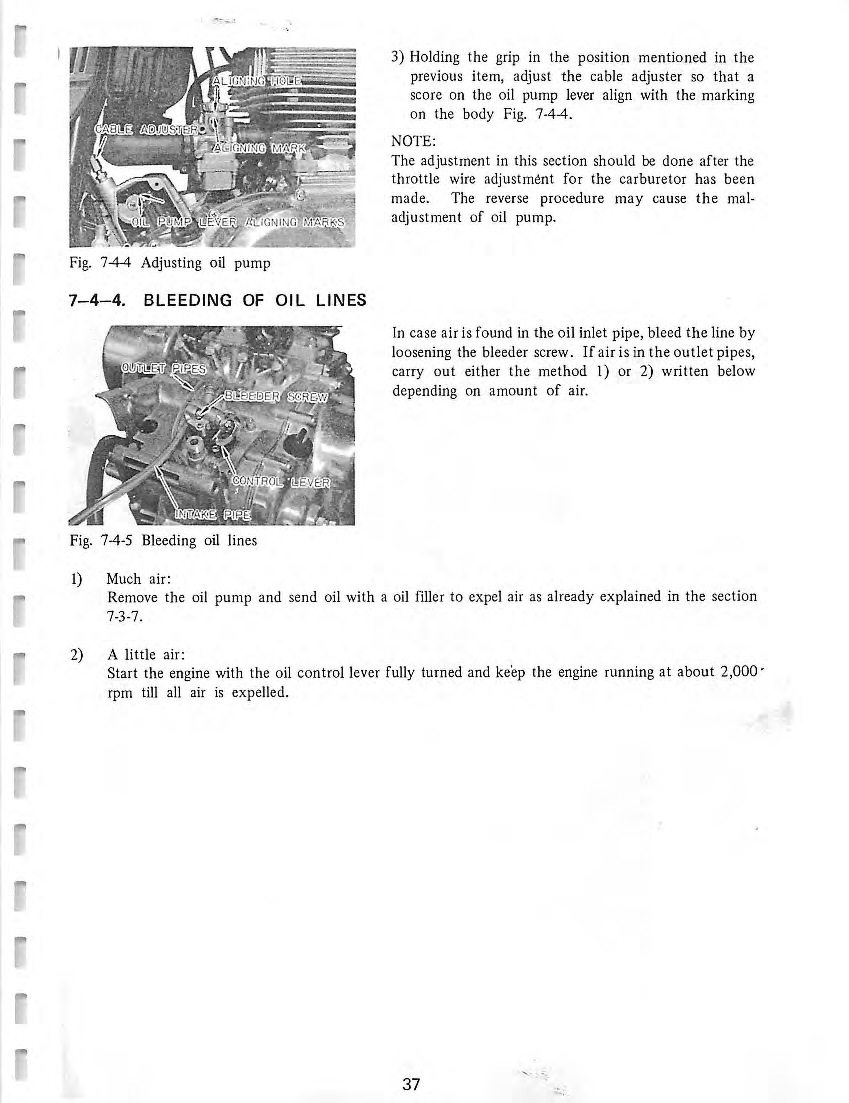 ALIGNING HOLE
CABLE ADJUSTER
ALIGNING MARK
OIL PUMP LEVER ALIGNING MARKS
Fig. 7-4-4 Adjusting oil pump
3) Holding the grip in the position mentioned in the
previous item, adjust the cable adjuster so that a
score on the oil pump lever align with the marking
on the body Fig. 7-4-4.
NOTE:
The adjustment in this section should be done after the
throttle wire adjustment for the carburetor has been
made. The reverse procedure may cause the mal-
adjustment of oil pump.
7–4–4. BLEEDING OF OIL LINES
OUTLET PIPES
BLEEDER SCREW
CONTROL LEVER
INTAKE PIPE
Fig. 7-4-5 Bleeding oil lines
In case air is found in the oil inlet pipe, bleed the line by
loosening the bleeder screw. If air is in the outlet pipes,
carry out either the method 1) or 2) written below
depending on amount of air.
1) Much air:
Remove the oil pump and send oil with a oil filler to expel air as already explained in the section
7-3-7.
2) A little air:
Start the engine with the oil control lever fully turned and keep the engine running at about 2,000
rpm till all air is expelled.
37